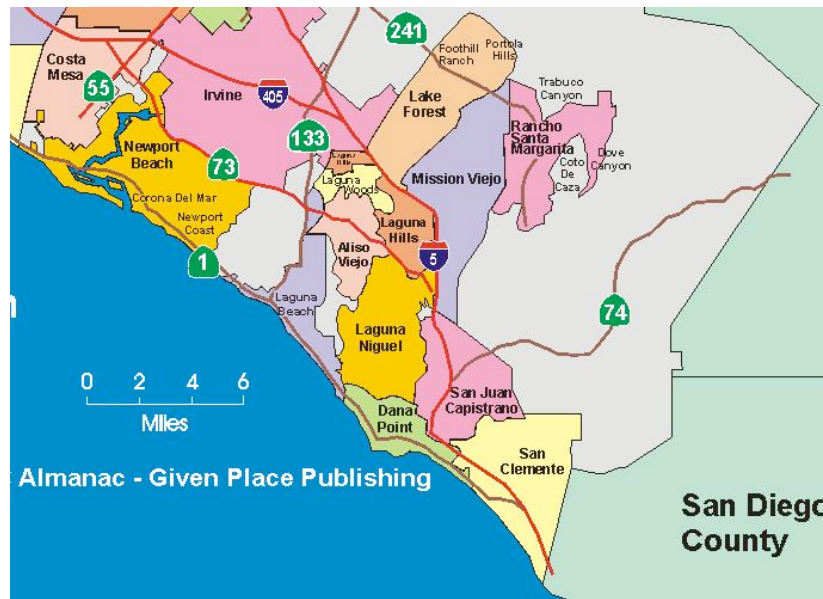 241
Costa
Mesa
55
Irvine
405
Foothill
Ranch
Portola
Hills
Lake
Forest
Trabuco
Canyon
Rancho
Santa
Margarita
Coto
De
Caza
Dove
Canyon
133
Newport
Beach
73
Laguna
Hills
Laguna
Woods
Mission Viejo
Corona Del Mar
Newport
Coast
Laguna
Hills
Aliso
Viejo
5
1
Laguna
Beach
74
Laguna
Niguel
0 2 4 6
Miles
San Juan
Capistrano
Dana
Point
San
Clemente
Almanac - Given Place Publishing
San Diego
County